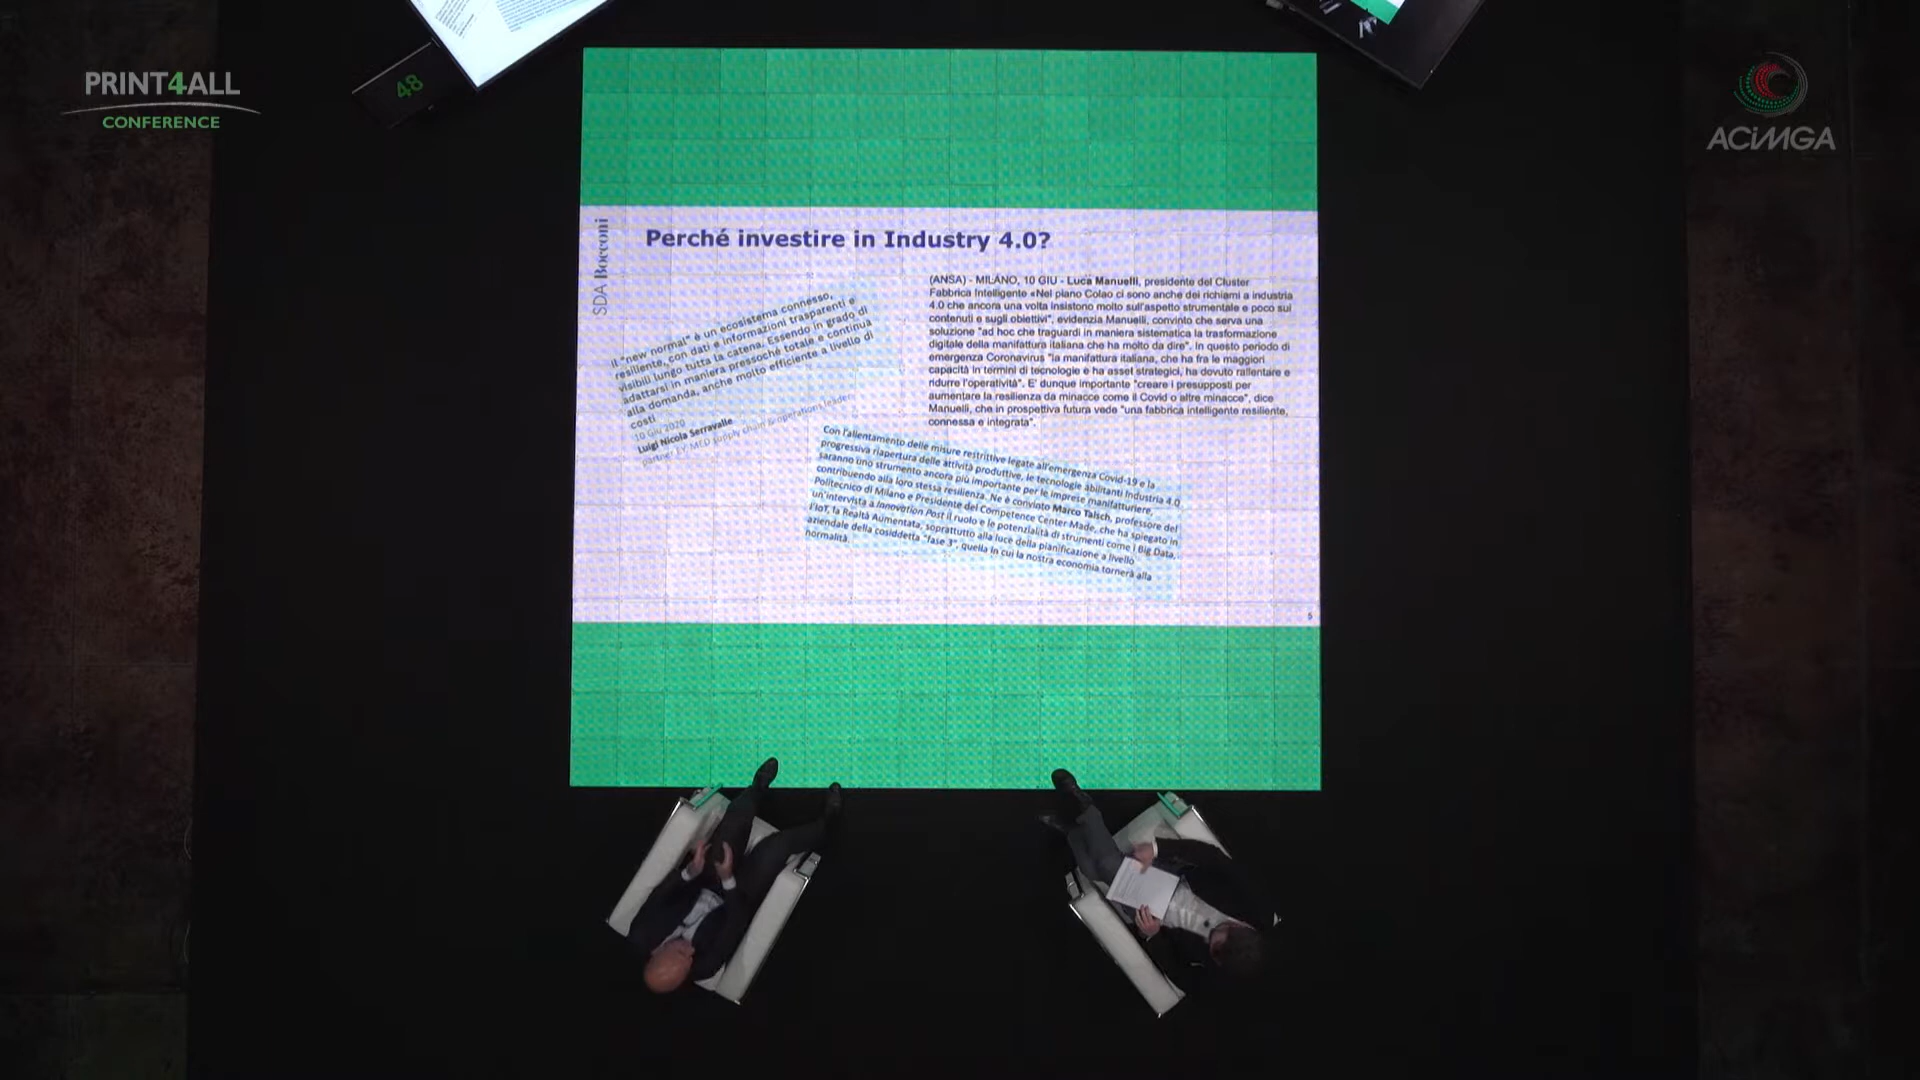 PRINT4ALL
CONFERENCE
48
ACIMGA
SDA Bocconi
Perché investire in Industry 4.0?
Il "new normal" è un ecosistema connesso,
resiliente, con dati e informazioni trasparenti e
visibili lungo tutta la catena. Essendo in grado di
adattarsi in maniera pressoché totale e continua
alla domanda, anche molto efficiente a livello di
costi
10 Giu 2020
Luigi Nicola Serravalle
partner EY, MED supply chain & operations leader
(ANSA) - MILANO, 10 GIU - Luca Manuelli, presidente del Cluster
Fabbrica Intelligente «Nel piano Colao ci sono anche dei richiami a industria
4.0 che ancora una volta insistono molto sull'aspetto strumentale e poco sui
contenuti e sugli obiettivi", evidenzia Manuelli, convinto che serva una
soluzione "ad hoc che traguardi in maniera sistematica la trasformazione
digitale della manifattura italiana che ha molto da dire". In questo periodo di
emergenza Coronavirus "la manifattura italiana, che ha fra le maggiori
capacità in termini di tecnologie e ha asset strategici, ha dovuto rallentare e
ridurre l'operatività". E' dunque importante "creare i presupposti per
aumentare la resilienza da minacce come il Covid o altre minacce", dice
Manuelli, che in prospettiva futura vede "una fabbrica intelligente resiliente,
connessa e integrata".
Con l'allentamento delle misure restrittive legate all'emergenza Covid-19 e la
progressiva riapertura delle attività produttive, le tecnologie abilitanti Industria 4.0
saranno uno strumento ancora più importante per le imprese manifatturiere,
contribuendo alla loro stessa resilienza. Ne è convinto Marco Taisch, professore del
Politecnico di Milano e Presidente del Competence Center Made, che ha spiegato in
un'intervista a Innovation Post il ruolo e le potenzialità di strumenti come i Big Data,
l'IoT, la Realtà Aumentata, soprattutto alla luce della pianificazione a livello
aziendale della cosiddetta "fase 3", quella in cui la nostra economia tornerà alla
normalità.
5